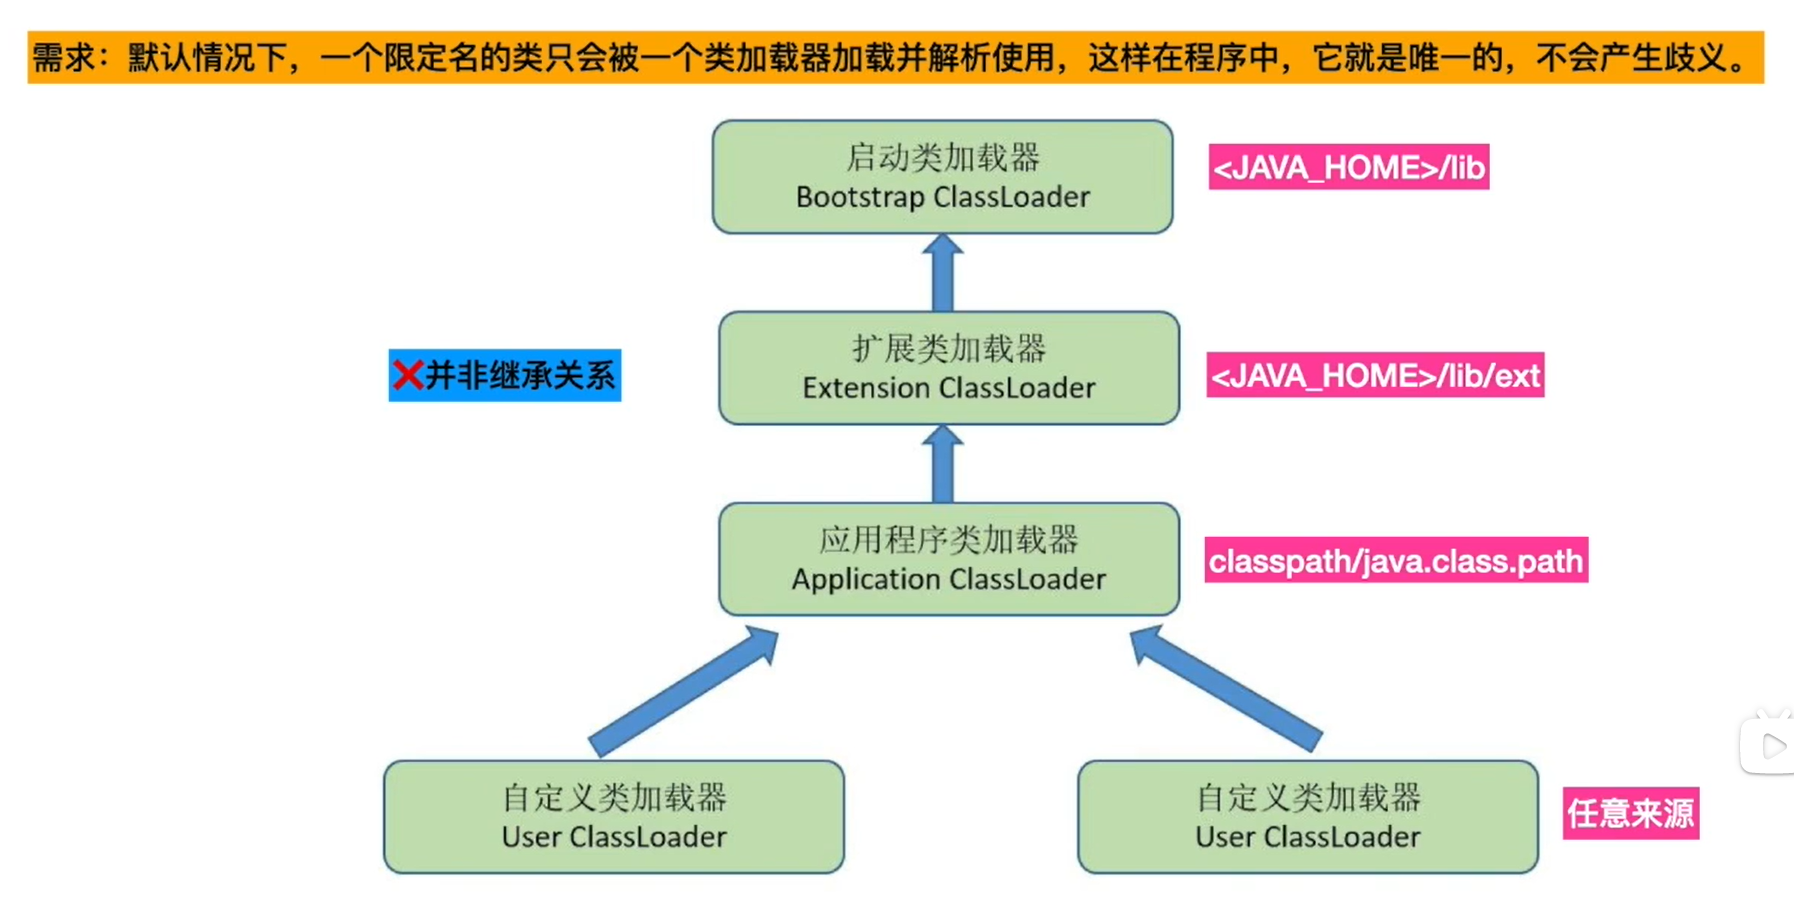 需求：默认情况下，一个限定名的类只会被一个类加载器加载并解析使用，这样在程序中，它就是唯一的，不会产生歧义。
启动类加载器
Bootstrap ClassLoader
<JAVA_HOME>/lib
❌并非继承关系
扩展类加载器
Extension ClassLoader
<JAVA_HOME>/lib/ext
应用程序类加载器
Application ClassLoader
classpath/java.class.path
自定义类加载器
User ClassLoader
自定义类加载器
User ClassLoader
任意来源